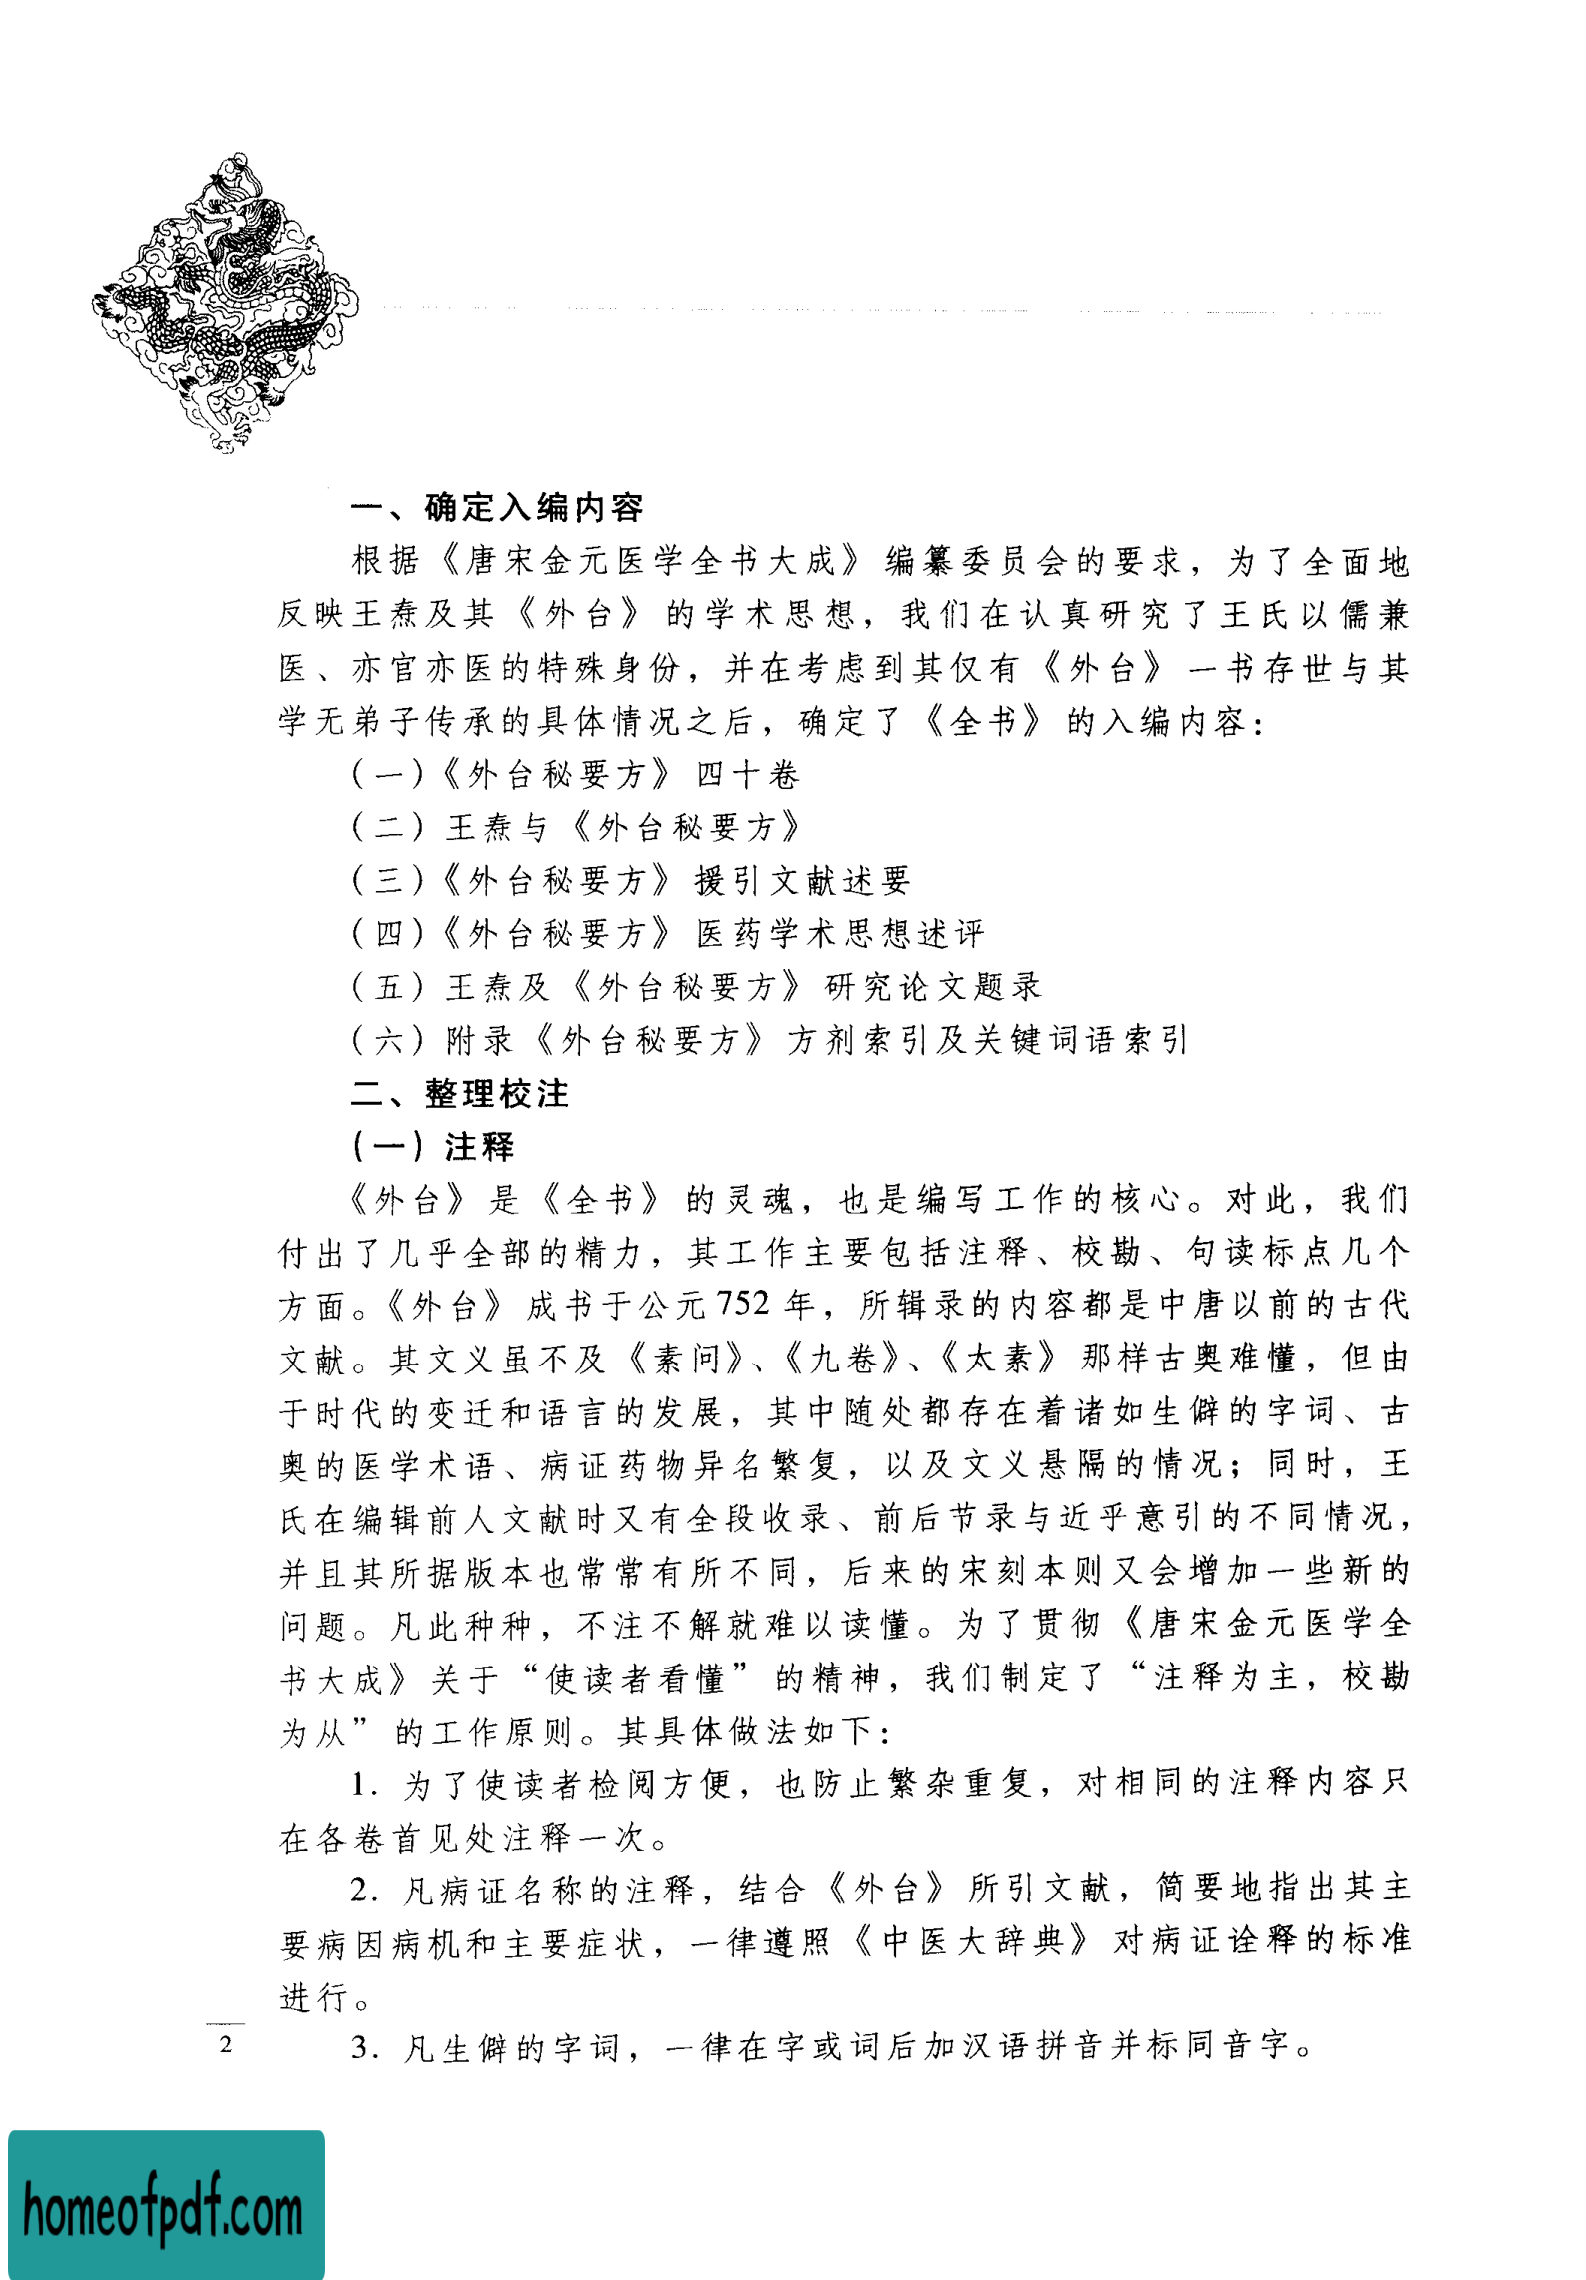 一、确定入编内容
根据《唐宋金元医学全书大成》编纂委员会的要求，为了全面地
反映王焘及其《外台》的学术思想，我们在认真研究了王氏以儒兼
医、亦官亦医的特殊身份，并在考虑到其仅有《外台》一书存世与其
学无弟子传承的具体情况之后，确定了《全书》的入编内容：
（一）《外台秘要方》四十卷
（二）王焘与《外台秘要方》
（三）《外台秘要方》援引文献述要
（四）《外台秘要方》医药学术思想述评
（五）王焘及《外台秘要方》研究论文题录
（六）附录《外台秘要方》方剂索引及关键词语索引
二、整理校注
（一）注释
《外台》是《全书》的灵魂，也是编写工作的核心。对此，我们
付出了几乎全部的精力，其工作主要包括注释、校勘、句读标点几个
方面。《外台》成书于公元752年，所辑录的内容都是中唐以前的古代
文献。其文义虽不及《素问》、《九卷》、《太素》那样古奥难懂，但由
于时代的变迁和语言的发展，其中随处都存在着诸如生僻的字词、古
奥的医学术语、病证药物异名繁复，以及文义悬隔的情况；同时，王
氏在编辑前人文献时又有全段收录、前后节录与近乎意引的不同情况，
并且其所据版本也常常有所不同，后来的宋刻本则又会增加一些新的
问题。凡此种种，不注不解就难以读懂。为了贯彻《唐宋金元医学全
书大成》关于“使读者看懂”的精神，我们制定了“注释为主，校勘
为从”的工作原则。其具体做法如下：
1. 为了使读者检阅方便，也防止繁杂重复，对相同的注释内容只
在各卷首见处注释一次。
2. 凡病证名称的注释，结合《外台》所引文献，简要地指出其主
要病因病机和主要症状，一律遵照《中医大辞典》对病证诠释的标准
进行。
3. 凡生僻的字词，一律在字或词后加汉语拼音并标同音字。
2
homeofpdf.com